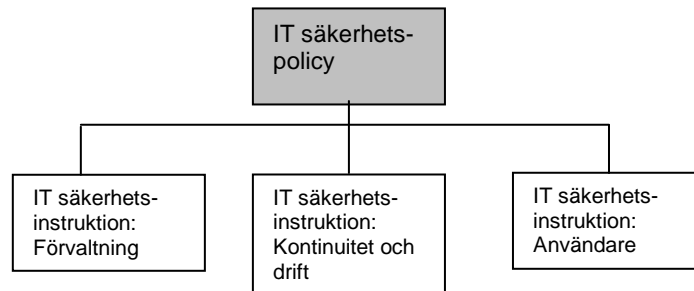 IT säkerhets-
policy
IT säkerhets-
instruktion:
Förvaltning
IT säkerhets-
instruktion:
Kontinuitet och
drift
IT säkerhets-
instruktion:
Användare